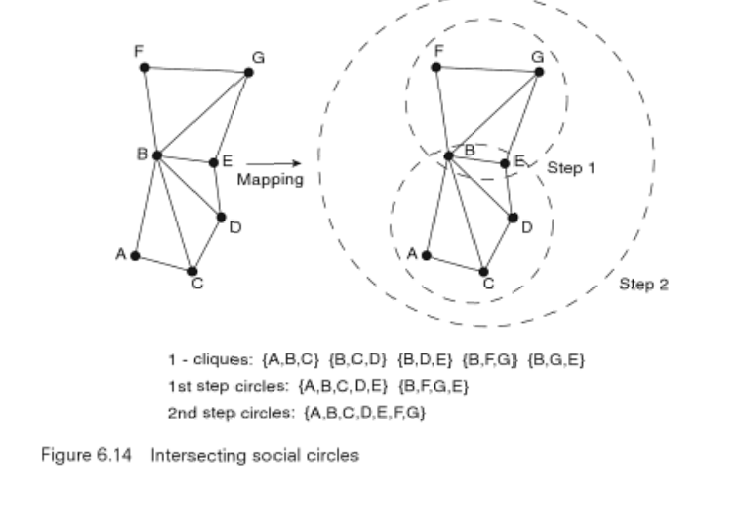 F
G
B
E
Mapping
D
A
C
F
G
B
E
Step 1
D
A
C
Step 2
1 - cliques: {A,B,C} {B,C,D} {B,D,E} {B,F,G} {B,G,E}
1st step circles: {A,B,C,D,E} {B,F,G,E}
2nd step circles: {A,B,C,D,E,F,G}
Figure 6.14 Intersecting social circles